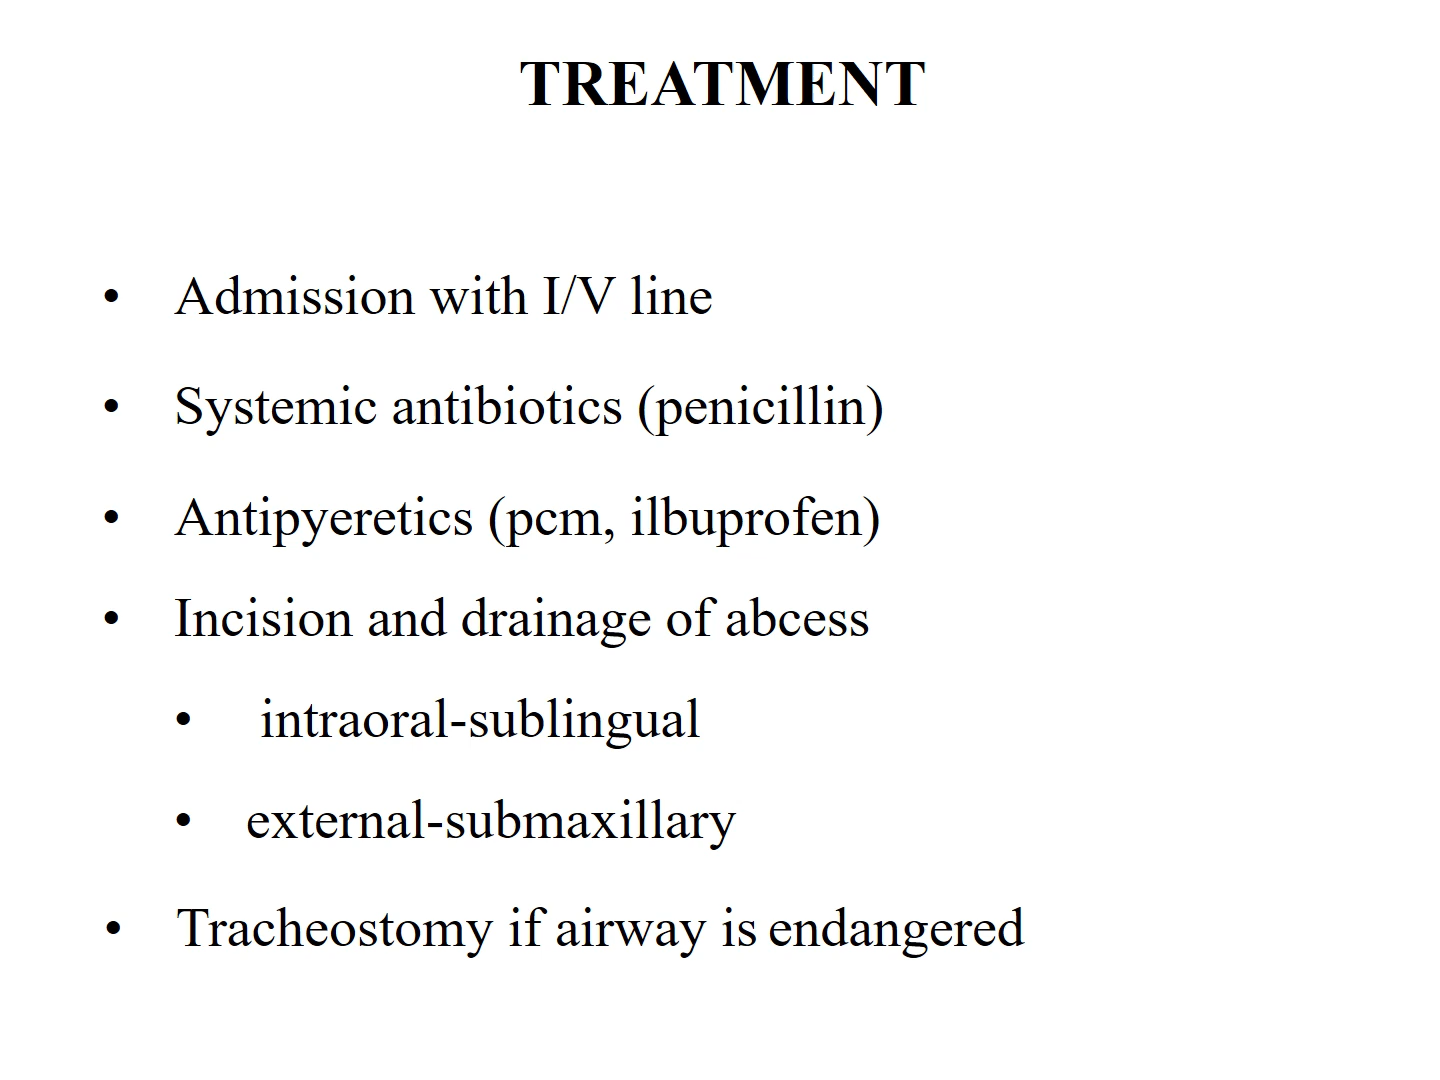 TREATMENT
• Admission with I/V line
• Systemic antibiotics (penicillin)
• Antipyeretics (pcm, ilbuprofen)
• Incision and drainage of abcess
• intraoral-sublingual
• external-submaxillary
• Tracheostomy if airway is endangered